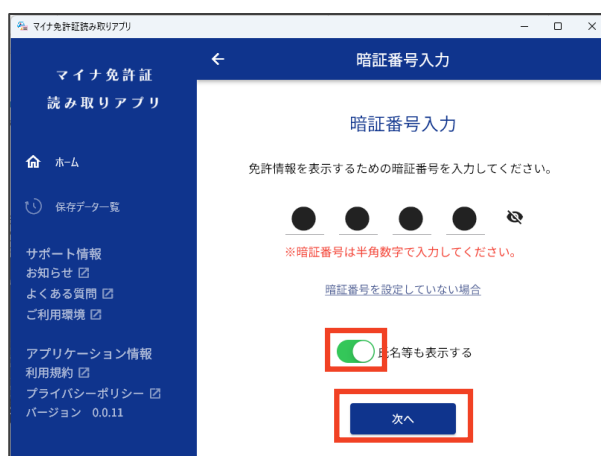 マイナ免許証読み取りアプリ
マイナ免許証
読み取りアプリ
ホーム
保存データ一覧
サポート情報
お知らせ
よくある質問
ご利用環境
アプリケーション情報
利用規約
プライバシーポリシー
バージョン 0.0.11
暗証番号入力
暗証番号入力
免許情報を表示するための暗証番号を入力してください。
※暗証番号は半角数字で入力してください。
暗証番号を設定していない場合
氏名等も表示する
次へ